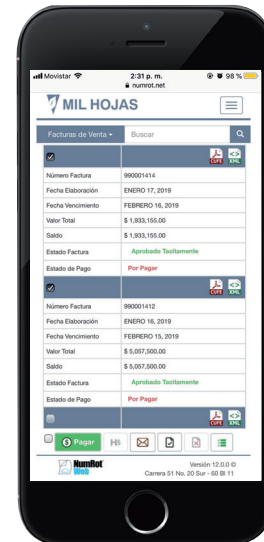 Movistar 2:31 p. m. 98 %
numrot.net
MIL HOJAS
Facturas de Venta Buscar
CUFE XML
Número Factura 990001414
Fecha Elaboración ENERO 17, 2019
Fecha Vencimiento FEBRERO 16, 2019
Valor Total $ 1,933,155.00
Saldo $ 1,933,155.00
Estado Factura Aprobado Tacitamente
Estado de Pago Por Pagar
CUFE XML
Número Factura 990001412
Fecha Elaboración ENERO 16, 2019
Fecha Vencimiento FEBRERO 15, 2019
Valor Total $ 5,057,500.00
Saldo $ 5,057,500.00
Estado Factura Aprobado Tacitamente
Estado de Pago Por Pagar
CUFE XML
$ Pagar
NumRot Versión 12.0.0 ©
Web Carrera 51 No. 20 Sur - 60 Bl 11